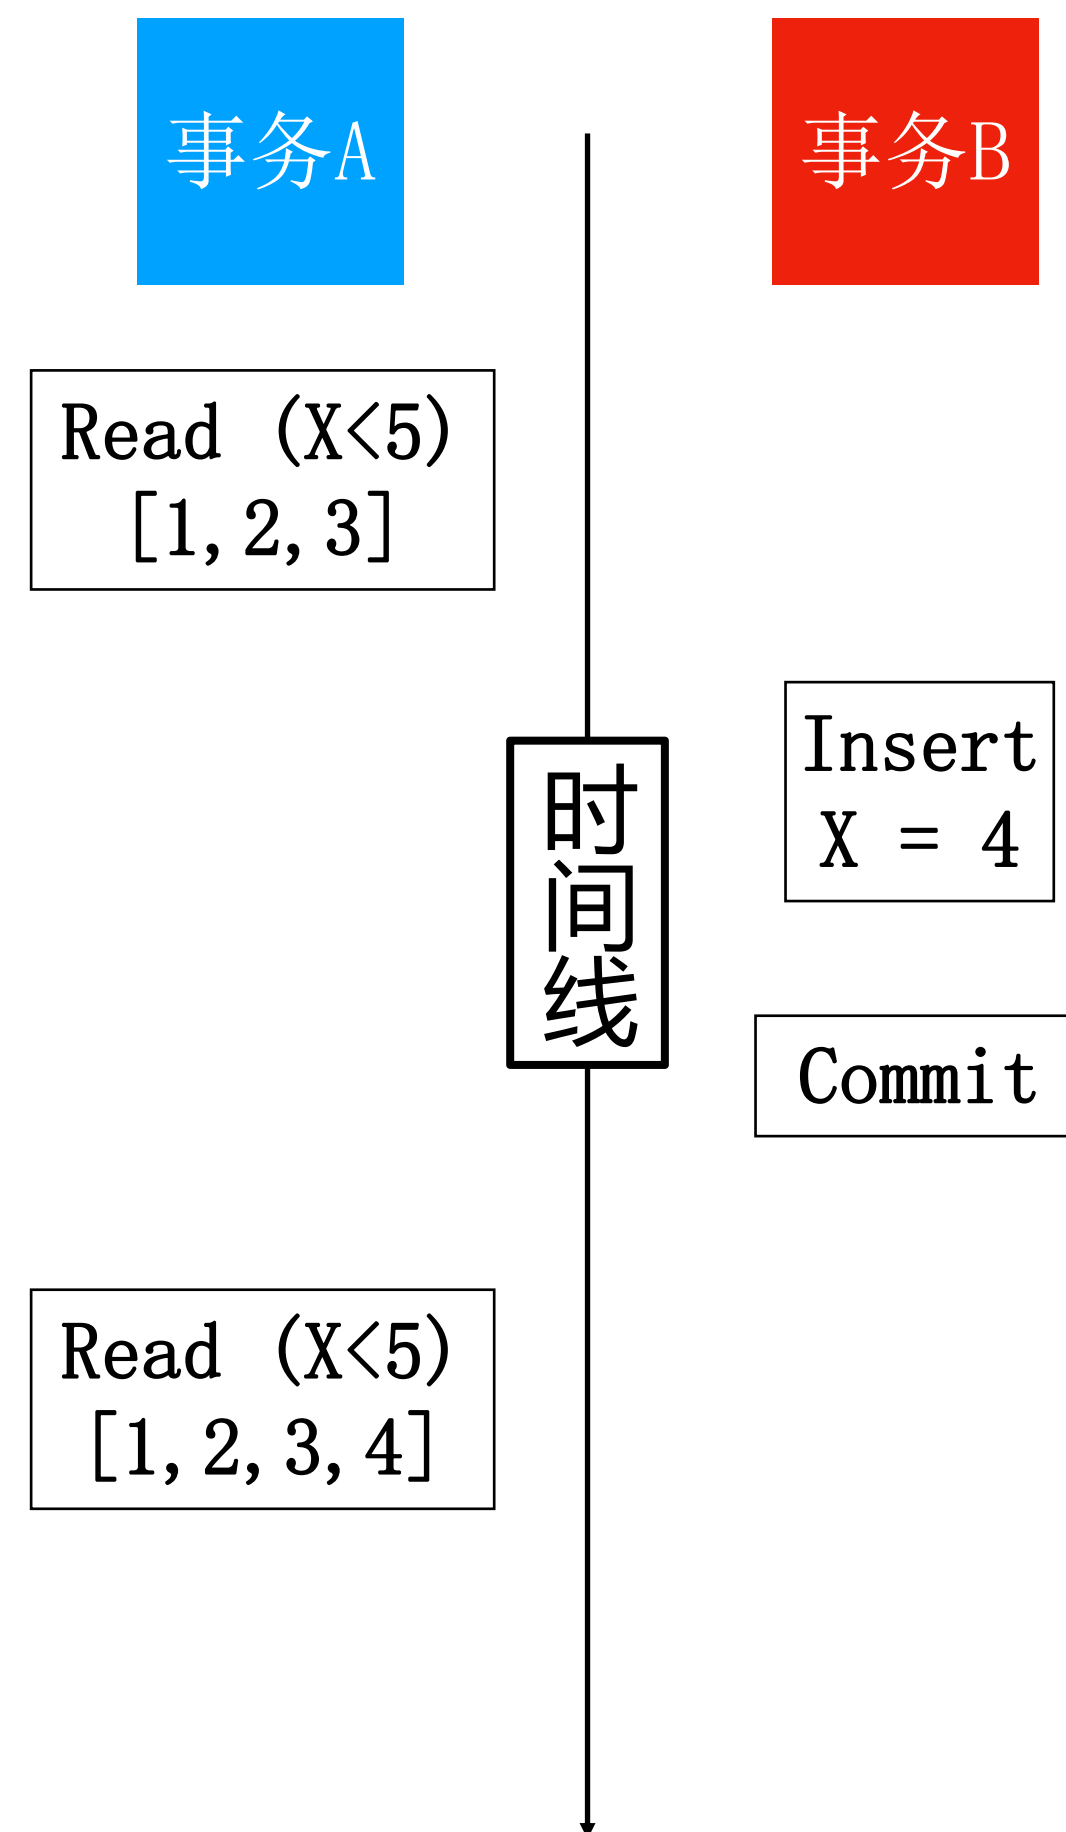 事务A
事务B
Read (X<5)
[1,2,3]
Insert
X = 4
时间线
Commit
Read (X<5)
[1,2,3,4]